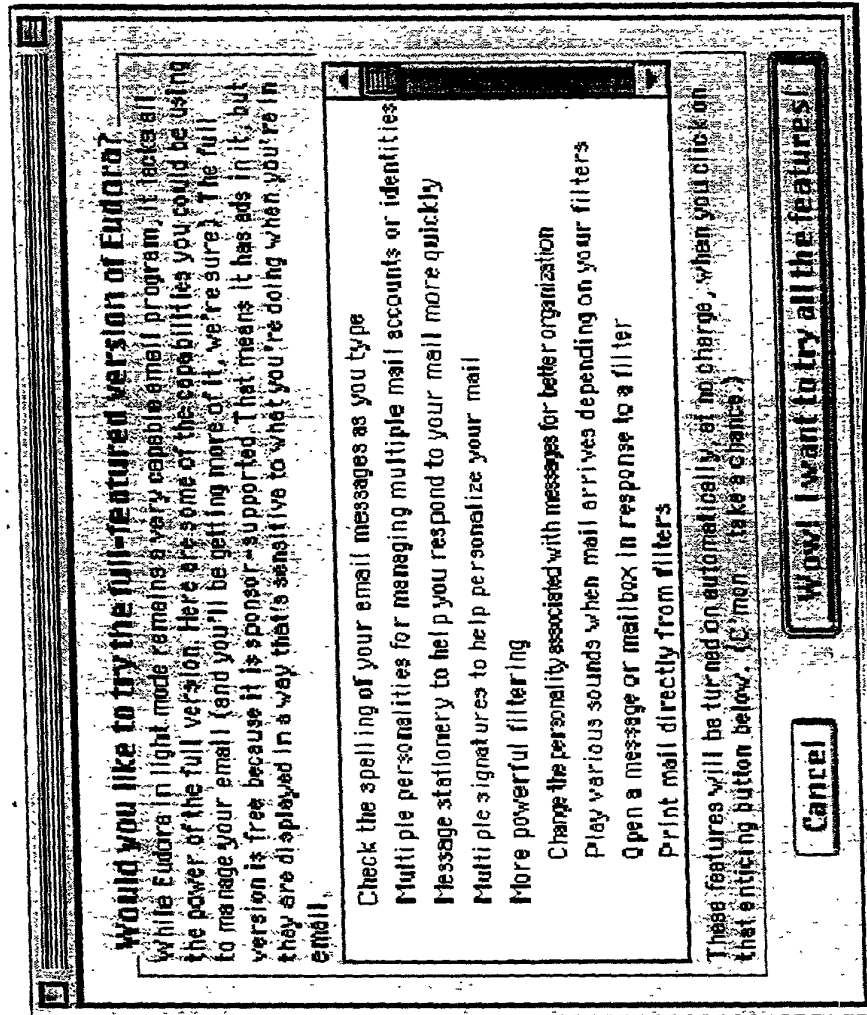 Would you like to try the full-featured version of Eudora?
While Eudora in light mode remains a very capable email program, it lacks all
the power of the full version. Here are some of the capabilities you could be using
to manage your email (and you'll be getting more of it, we're sure). The full
version is free because it is sponsor-supported. That means it has ads in it, but
they are displayed in a way that's sensitive to what you're doing when you're in
email.
Check the spelling of your email messages as you type
Multiple personalities for managing multiple mail accounts or identities
Message stationery to help you respond to your mail more quickly
Multiple signatures to help personalize your mail
More powerful filtering
Change the personality associated with messages for better organization
Play various sounds when mail arrives depending on your filters
Open a message or mailbox in response to a filter
Print mail directly from filters
These features will be turned on automatically, at no charge, when you click on
that enticing button below. (C'mon... take a chance.)
Cancel
Wow! I want to try all the features!